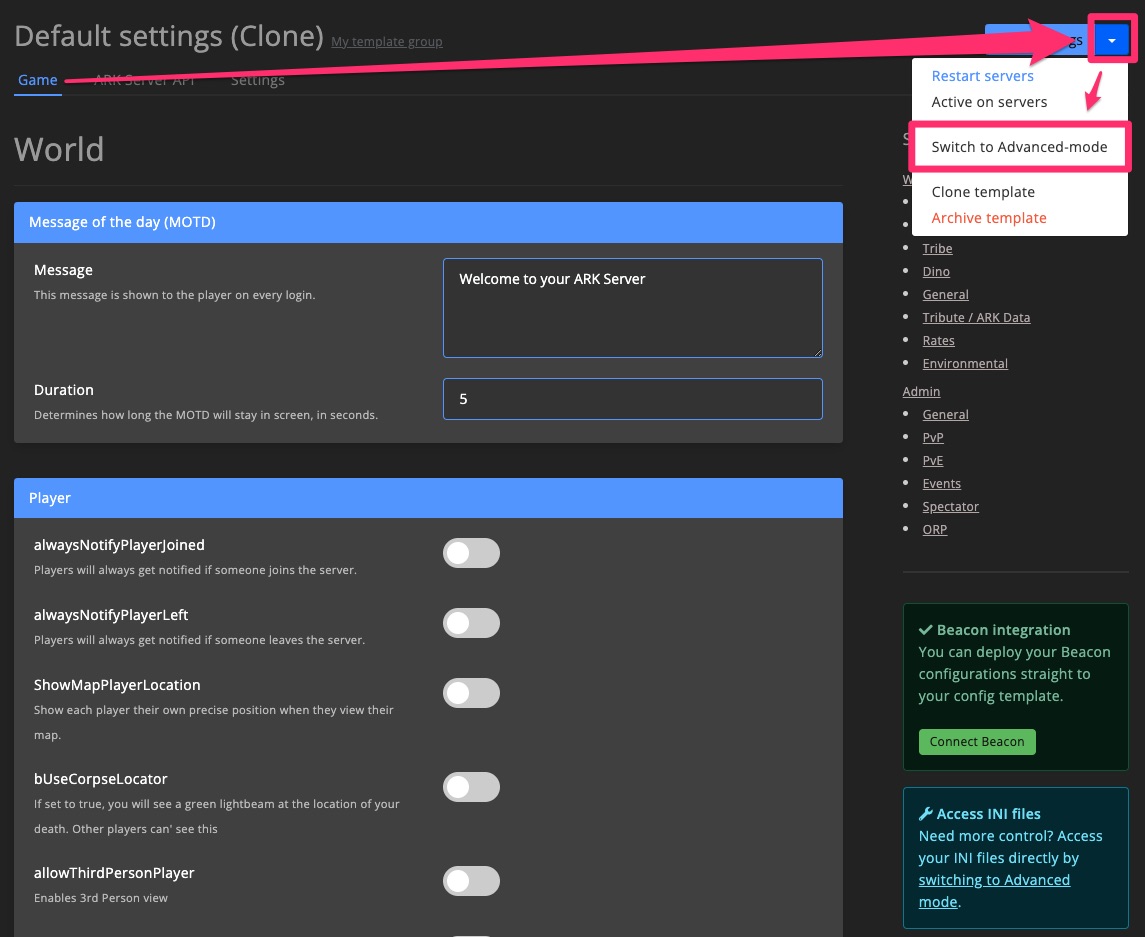 Default settings (Clone) My template group
Game ARK Server API Settings
Restart servers
Active on servers
Switch to Advanced-mode
Clone template
Archive template
World
Message of the day (MOTD)
Message
This message is shown to the player on every login.
Welcome to your ARK Server
Duration
Determines how long the MOTD will stay in screen, in seconds.
5
Player
alwaysNotifyPlayerJoined
Players will always get notified if someone joins the server.
alwaysNotifyPlayerLeft
Players will always get notified if someone leaves the server.
ShowMapPlayerLocation
Show each player their own precise position when they view their
map.
bUseCorpseLocator
If set to true, you will see a green lightbeam at the location of your
death. Other players can' see this
allowThirdPersonPlayer
Enables 3rd Person view
Tribe
Dino
General
Tribute / ARK Data
Rates
Environmental
Admin
General
PvP
PvE
Events
Spectator
ORP
Beacon integration
You can deploy your Beacon
configurations straight to
your config template.
Connect Beacon
Access INI files
Need more control? Access
your INI files directly by
switching to Advanced
mode.